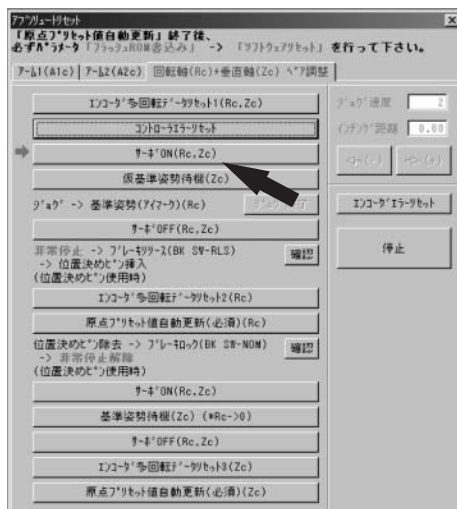 アブソリュートリセット
「原点プリセット値自動更新」終了後、
必ずパラメータ「フラッシュROM書込み」 -> 「ソフトウェアリセット」 を行って下さい。
アーム1(A1c) アーム2(A2c) 回転軸(Rc)+垂直軸(Zc) ペア調整
エンコーダ多回転データリセット1(Rc,Zc)
コントローラエラーリセット
サーボON(Rc,Zc)
仮基準姿勢待機(Zc)
ジョグ -> 基準姿勢(アイマーク)(Rc) ジョグ終了
サーボOFF(Rc,Zc)
非常停止 -> ブレーキリリース(BK SW-RLS) 確認
-> 位置決めピン挿入
(位置決めピン使用時)
エンコーダ多回転データリセット2(Rc)
原点プリセット値自動更新(必須)(Rc)
位置決めピン除去 -> ブレーキロック(BK SW-NOM) 確認
-> 非常停止解除
(位置決めピン使用時)
サーボON(Rc,Zc)
基準姿勢待機(Zc) (*Rc->0)
サーボOFF(Rc,Zc)
エンコーダ多回転データリセット3(Zc)
原点プリセット値自動更新(必須)(Zc)
ジョグ速度 2
インチング距離 0.00
<-(-) ->(+)
エンコーダエラーリセット
停止